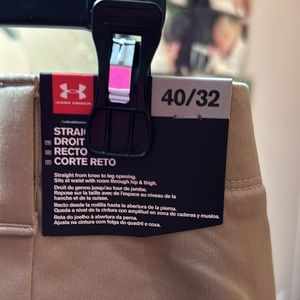 UNDER ARMOUR
40/32
DROIT
RECTO
CORTE RETO
Straight from knee to leg opening.
Sits at waist with room through hip & thigh.
Droit du genou jusqu'au tour de jambe.
Repose sur la taille avec aisance au niveau de la
hanche et de la cuisse.
Recto desde la rodilla hasta la abertura de la pierna.
Queda a nivel de la cintura con amplitud en zona de caderas y muslos.
Reta do joelho à abertura da perna.
Ajusta na cintura com folga do quadril e coxa.